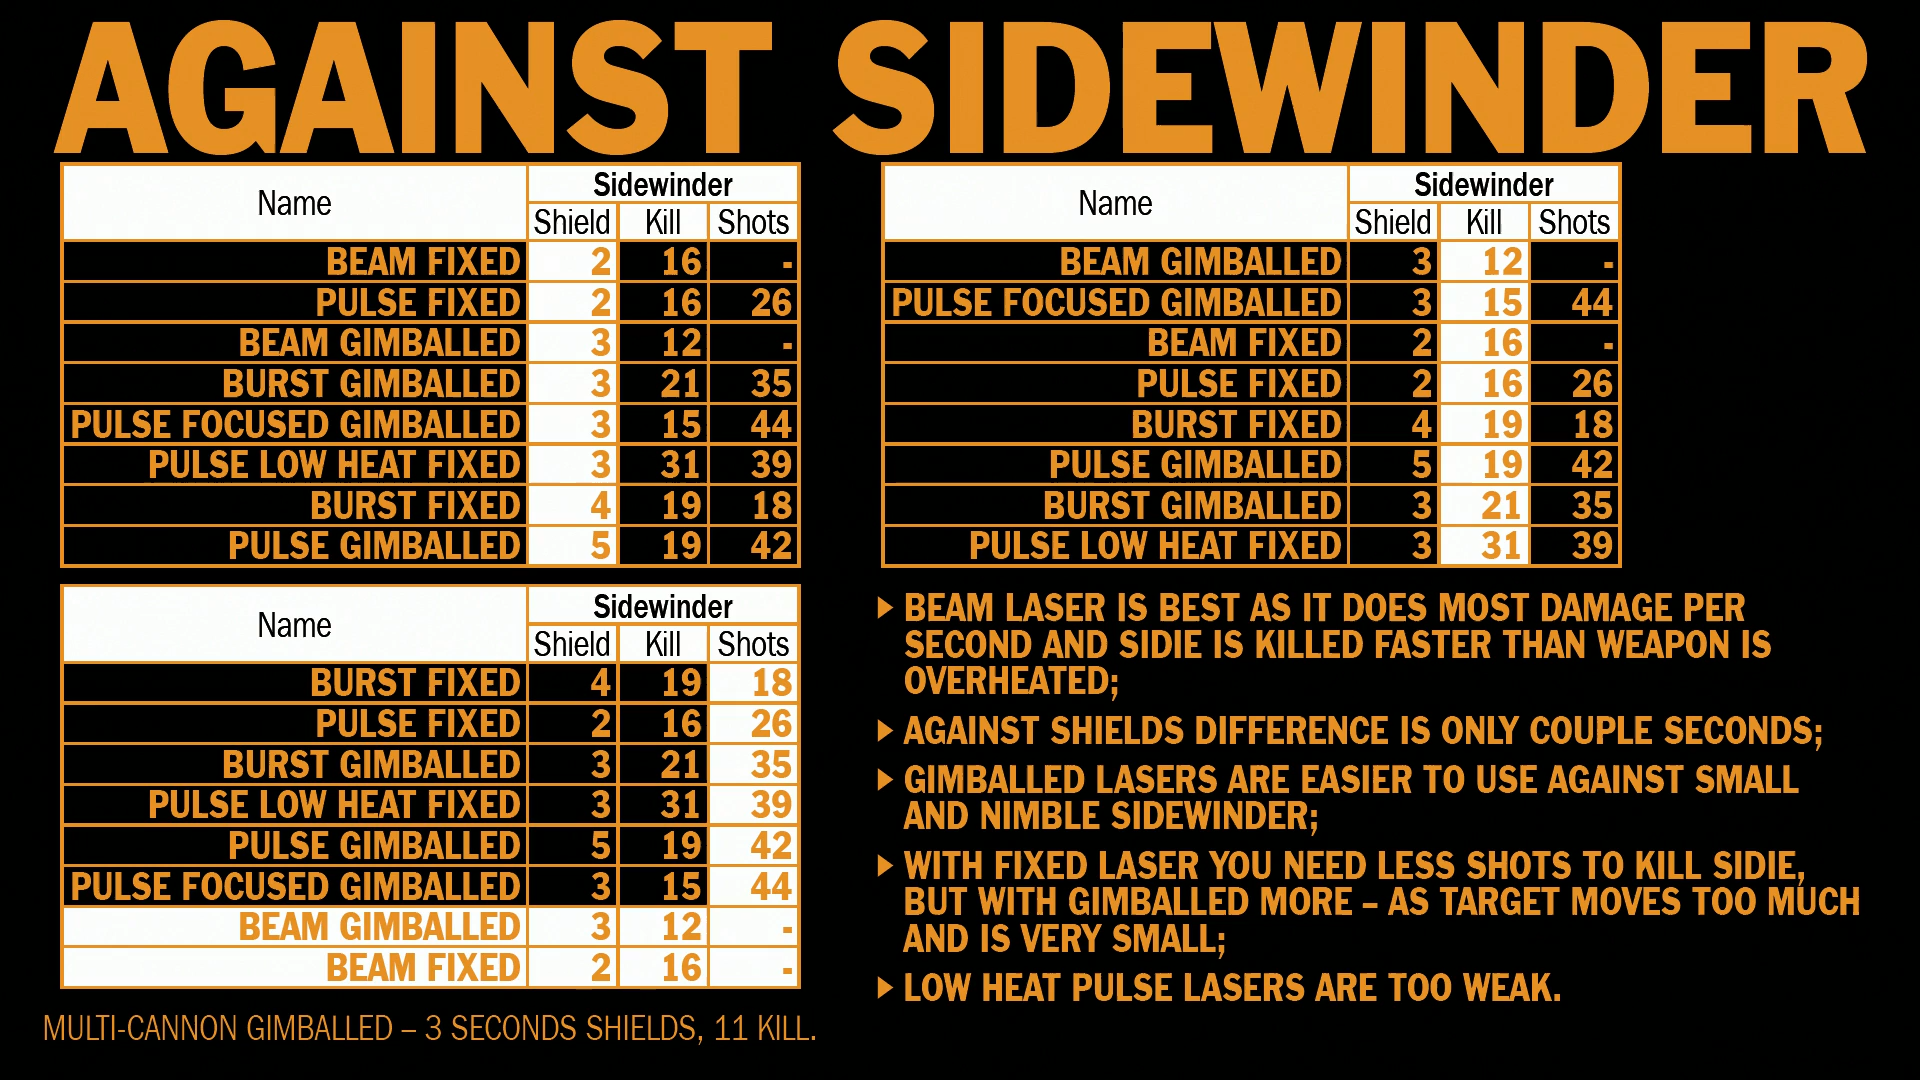 AGAINST SIDEWINDER
Name Sidewinder
Shield Kill Shots
BEAM FIXED 2 16 -
PULSE FIXED 2 16 26
BEAM GIMBALLED 3 12 -
BURST GIMBALLED 3 21 35
PULSE FOCUSED GIMBALLED 3 15 44
PULSE LOW HEAT FIXED 3 31 39
BURST FIXED 4 19 18
PULSE GIMBALLED 5 19 42
Name Sidewinder
Shield Kill Shots
BEAM GIMBALLED 3 12 -
PULSE FOCUSED GIMBALLED 3 15 44
BEAM FIXED 2 16 -
PULSE FIXED 2 16 26
BURST FIXED 4 19 18
PULSE GIMBALLED 5 19 42
BURST GIMBALLED 3 21 35
PULSE LOW HEAT FIXED 3 31 39
Name Sidewinder
Shield Kill Shots
BURST FIXED 4 19 18
PULSE FIXED 2 16 26
BURST GIMBALLED 3 21 35
PULSE LOW HEAT FIXED 3 31 39
PULSE GIMBALLED 5 19 42
PULSE FOCUSED GIMBALLED 3 15 44
BEAM GIMBALLED 3 12 -
BEAM FIXED 2 16 -
MULTI-CANNON GIMBALLED – 3 SECONDS SHIELDS, 11 KILL.
▸ BEAM LASER IS BEST AS IT DOES MOST DAMAGE PER
SECOND AND SIDIE IS KILLED FASTER THAN WEAPON IS
OVERHEATED;
▸ AGAINST SHIELDS DIFFERENCE IS ONLY COUPLE SECONDS;
▸ GIMBALLED LASERS ARE EASIER TO USE AGAINST SMALL
AND NIMBLE SIDEWINDER;
▸ WITH FIXED LASER YOU NEED LESS SHOTS TO KILL SIDIE,
BUT WITH GIMBALLED MORE – AS TARGET MOVES TOO MUCH
AND IS VERY SMALL;
▸ LOW HEAT PULSE LASERS ARE TOO WEAK.